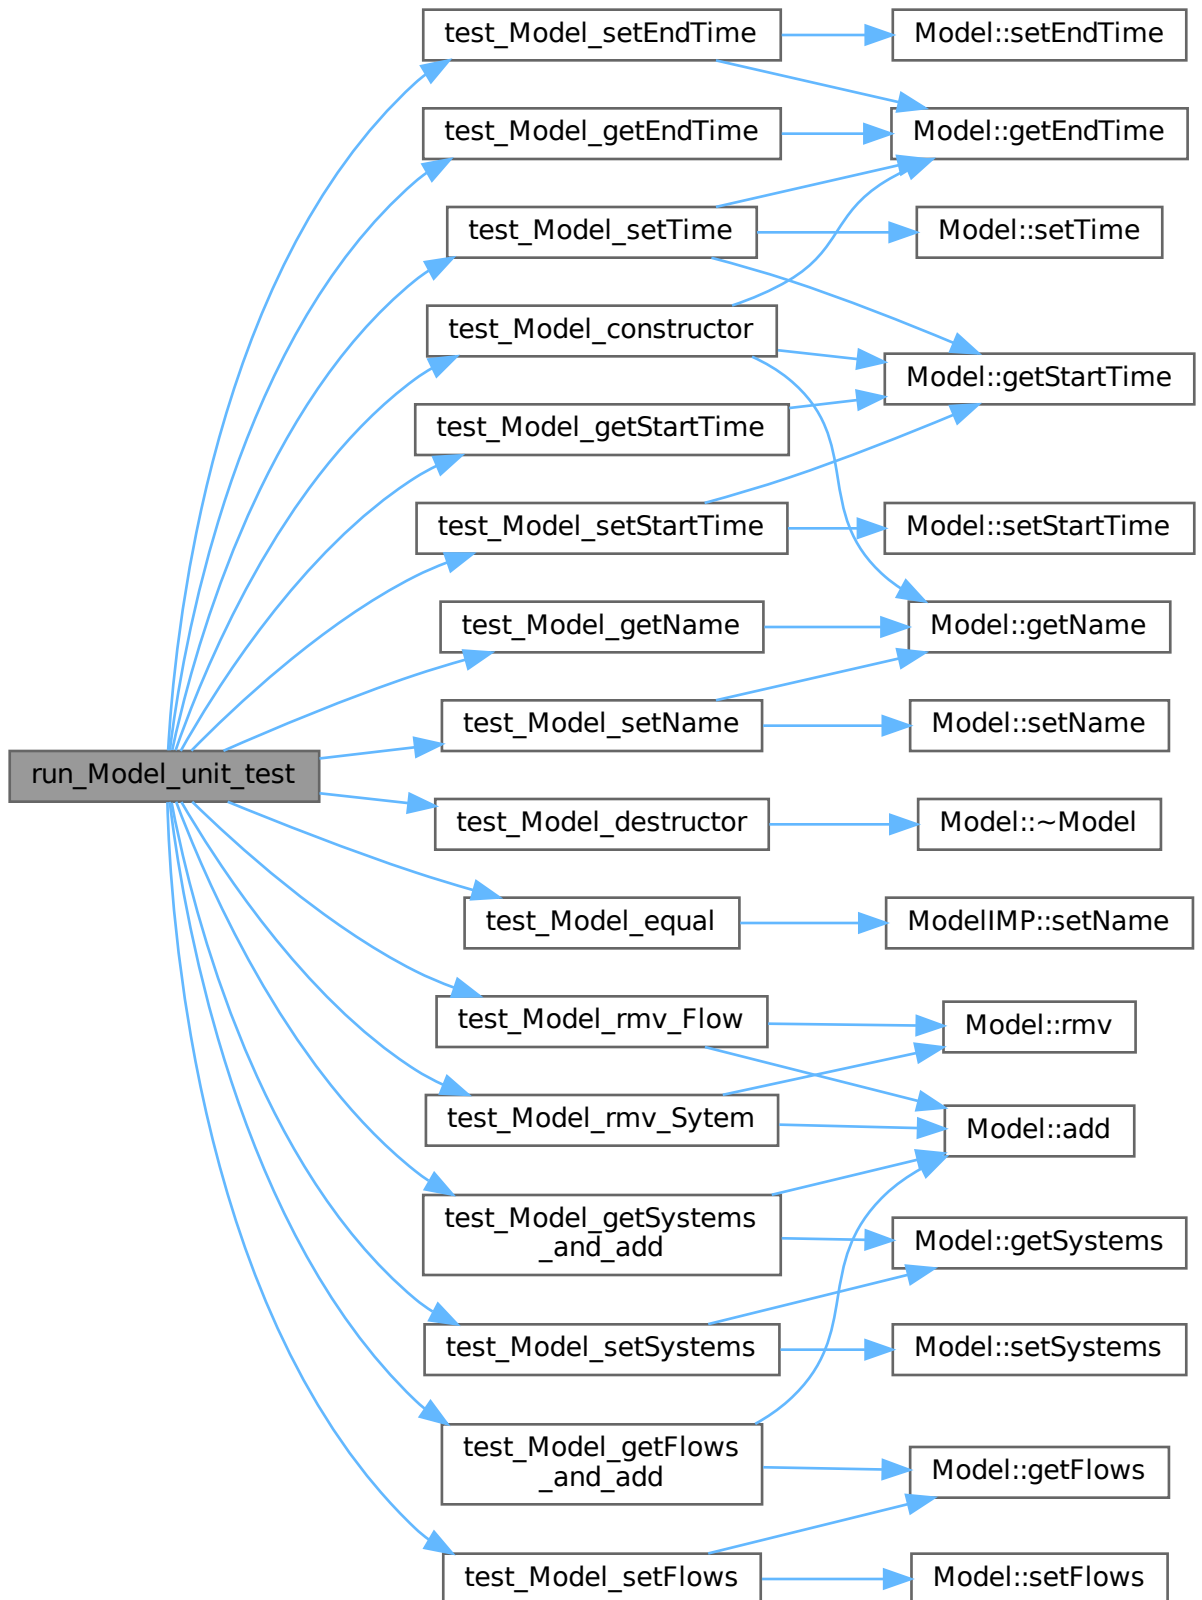 test_Model_setEndTime
Model::setEndTime
test_Model_getEndTime
Model::getEndTime
test_Model_setTime
Model::setTime
test_Model_constructor
Model::getStartTime
test_Model_getStartTime
test_Model_setStartTime
Model::setStartTime
test_Model_getName
Model::getName
test_Model_setName
Model::setName
run_Model_unit_test
test_Model_destructor
Model::~Model
test_Model_equal
ModelIMP::setName
test_Model_rmv_Flow
Model::rmv
test_Model_rmv_Sytem
Model::add
test_Model_getSystems
_and_add
Model::getSystems
test_Model_setSystems
Model::setSystems
test_Model_getFlows
_and_add
Model::getFlows
test_Model_setFlows
Model::setFlows